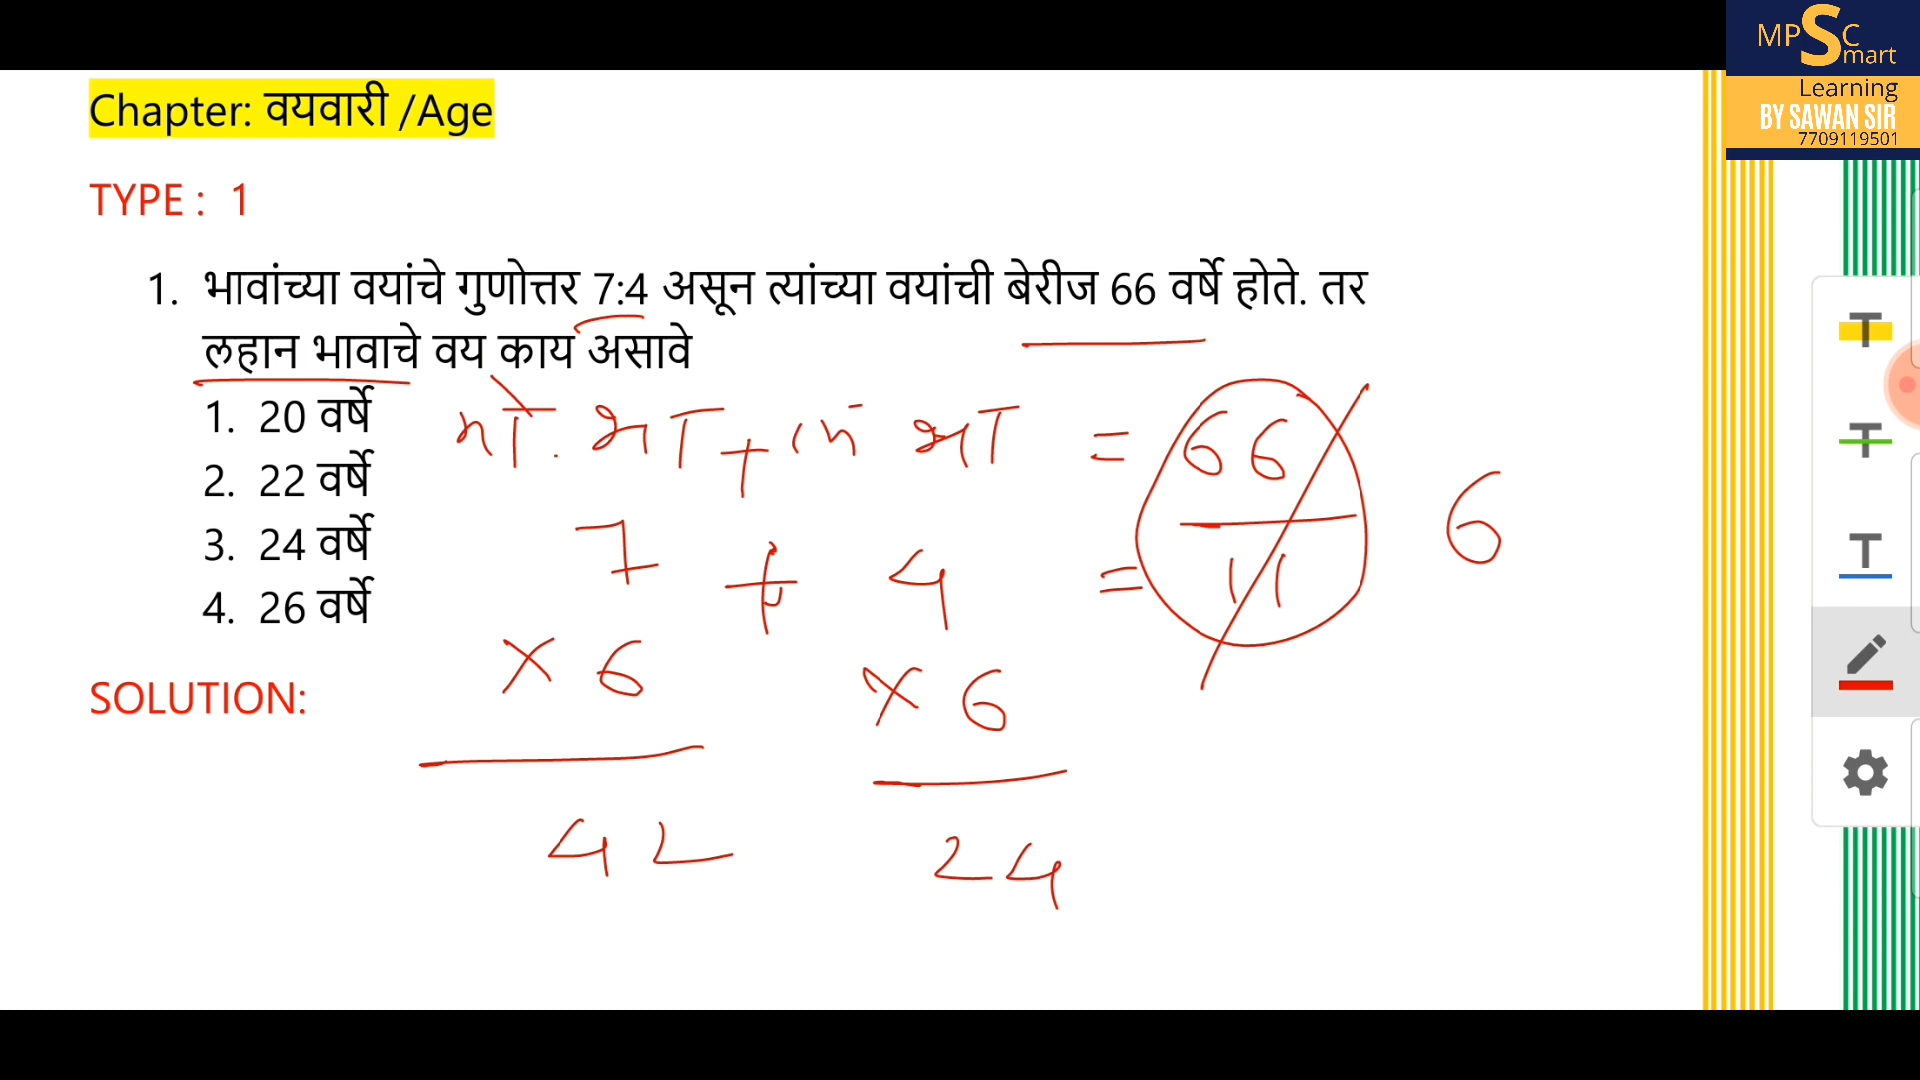 MPSC
Smart
Learning
BY SAWAN SIR
7709119501
Chapter: वयवारी /Age
TYPE : 1
1. भावांच्या वयांचे गुणोत्तर 7:4 असून त्यांच्या वयांची बेरीज 66 वर्षे होते. तर
लहान भावाचे वय काय असावे
1. 20 वर्षे
2. 22 वर्षे
3. 24 वर्षे
4. 26 वर्षे
SOLUTION:
मो. भा + ल भा = 66
7 + 4 = 11
6
× 6 × 6
42 24